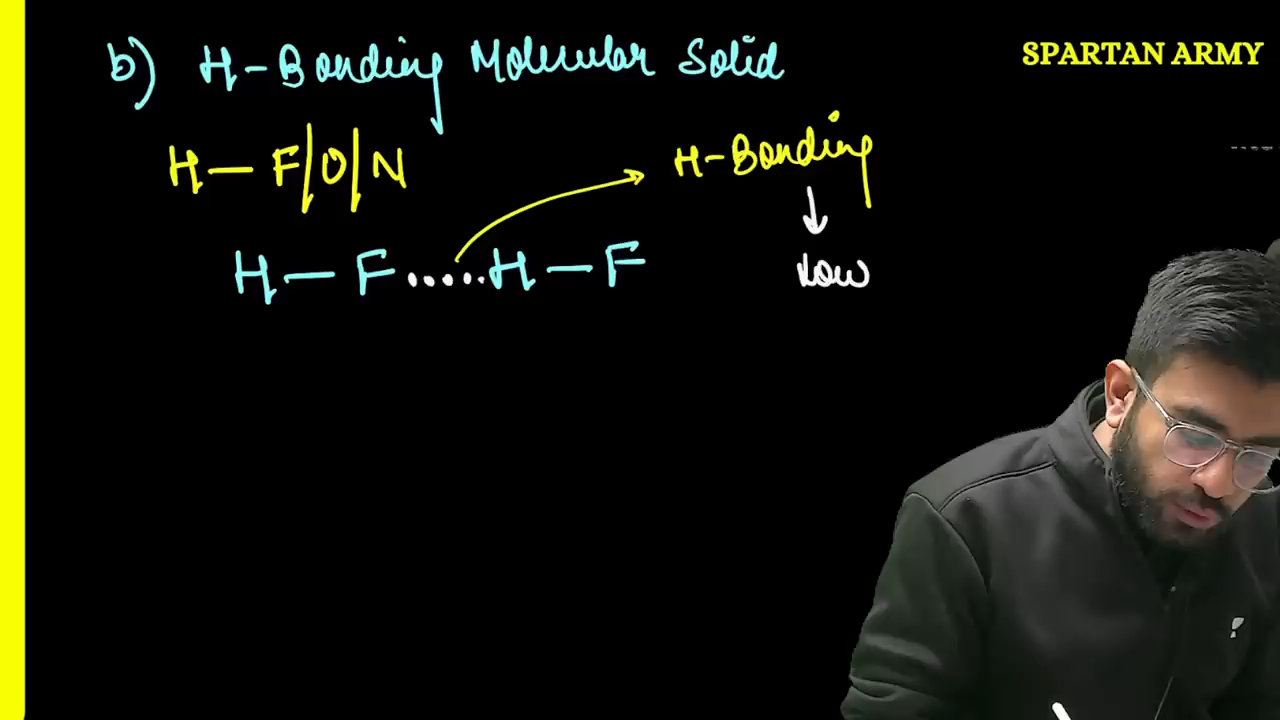 b) H-Bonding Molecular Solid
SPARTAN ARMY
H — F/O/N
H-Bonding
↓
H — F.....H — F
low